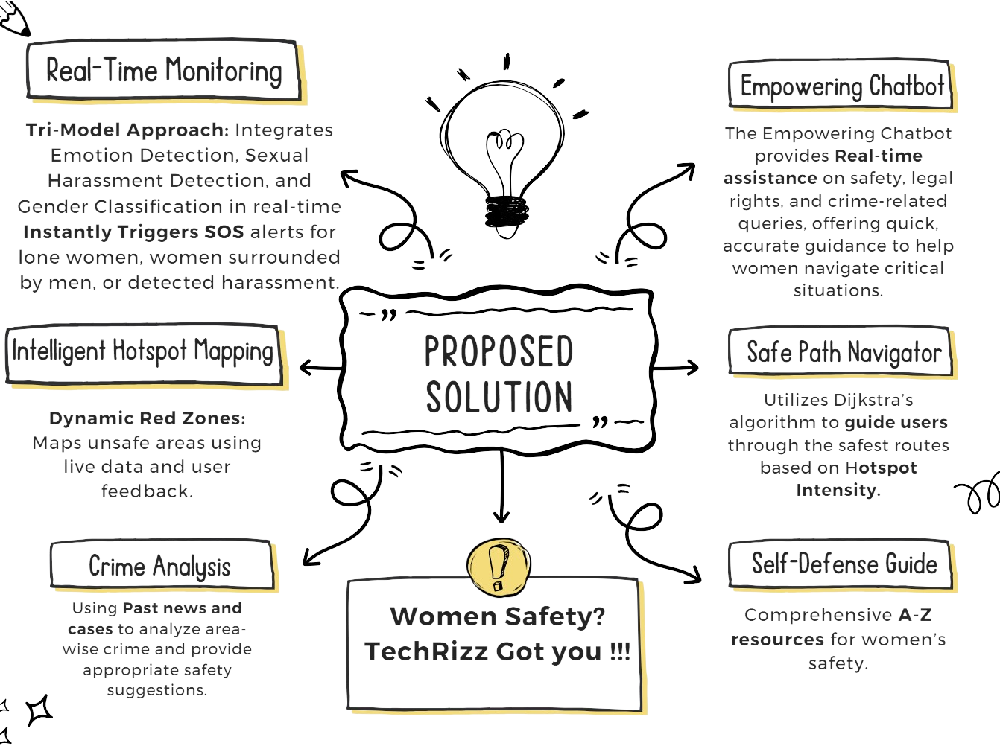 Real-Time Monitoring
Tri-Model Approach: Integrates
Emotion Detection, Sexual
Harassment Detection, and
Gender Classification in real-time
Instantly Triggers SOS alerts for
lone women, women surrounded
by men, or detected harassment.
Intelligent Hotspot Mapping
Dynamic Red Zones:
Maps unsafe areas using
live data and user
feedback.
Crime Analysis
Using Past news and
cases to analyze area-
wise crime and provide
appropriate safety
suggestions.
PROPOSED
SOLUTION
Women Safety?
TechRizz Got you !!!
Empowering Chatbot
The Empowering Chatbot
provides Real-time
assistance on safety, legal
rights, and crime-related
queries, offering quick,
accurate guidance to help
women navigate critical
situations.
Safe Path Navigator
Utilizes Dijkstra's
algorithm to guide users
through the safest routes
based on Hotspot
Intensity.
Self-Defense Guide
Comprehensive A-Z
resources for women's
safety.